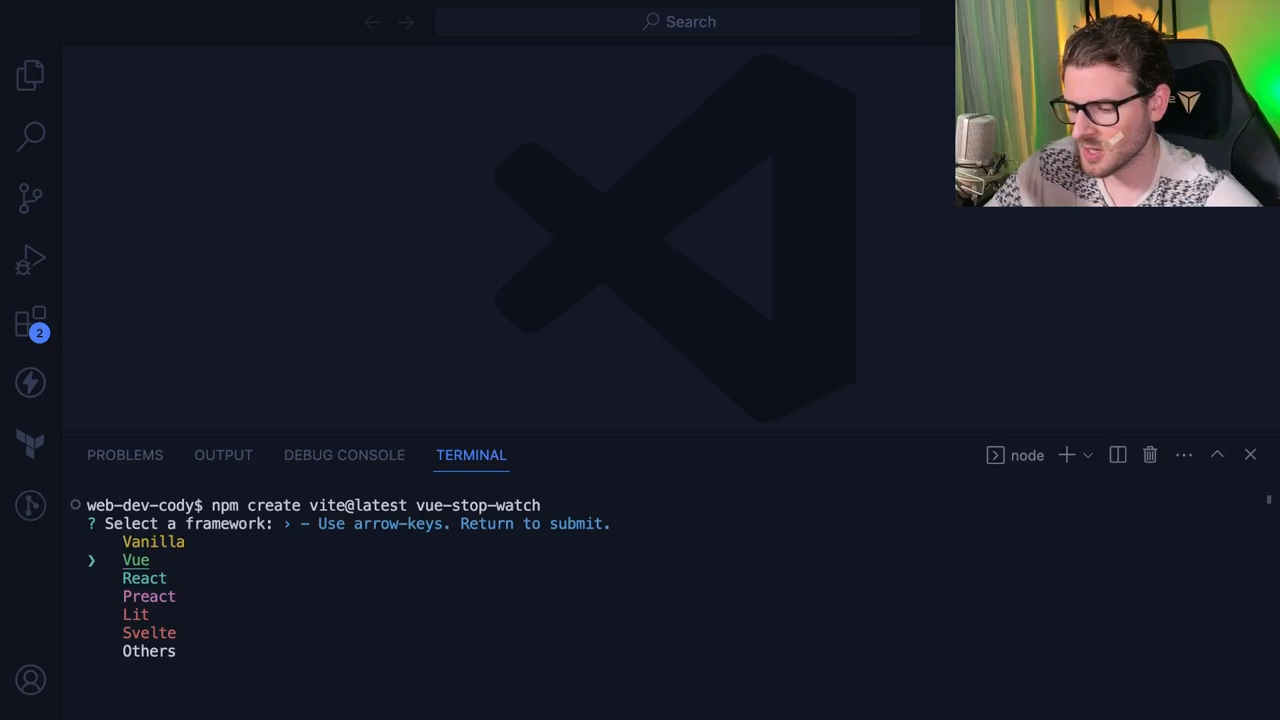 Search
2
PROBLEMS OUTPUT DEBUG CONSOLE TERMINAL
node
web-dev-cody$ npm create vite@latest vue-stop-watch
? Select a framework: › - Use arrow-keys. Return to submit.
Vanilla
❯ Vue
React
Preact
Lit
Svelte
Others